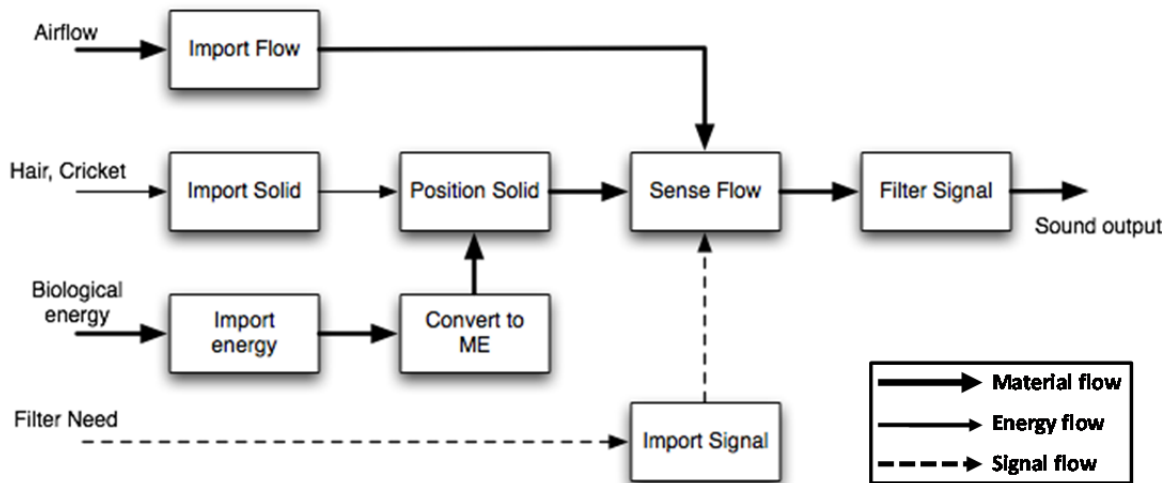 Airflow
Import Flow
Hair, Cricket
Import Solid
Position Solid
Sense Flow
Filter Signal
Sound output
Biological
energy
Import
energy
Convert to
ME
Filter Need
Import Signal
Material flow
Energy flow
Signal flow